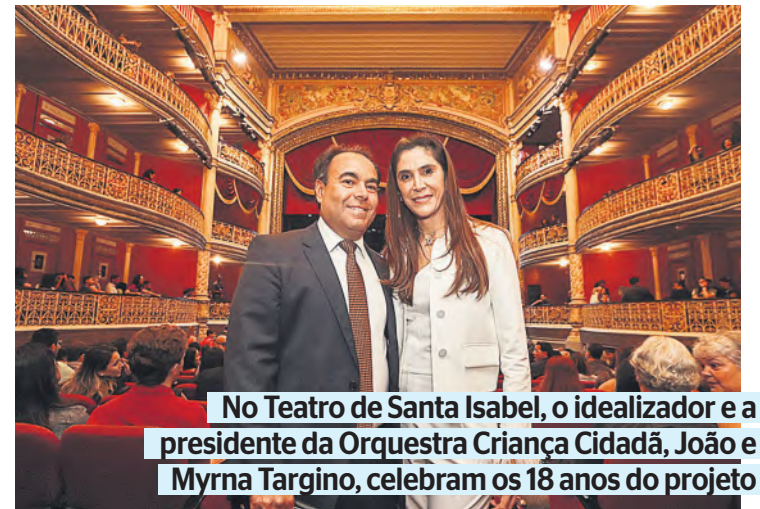 No Teatro de Santa Isabel, o idealizador e a
presidente da Orquestra Criança Cidadã, João e
Myrna Targino, celebram os 18 anos do projeto